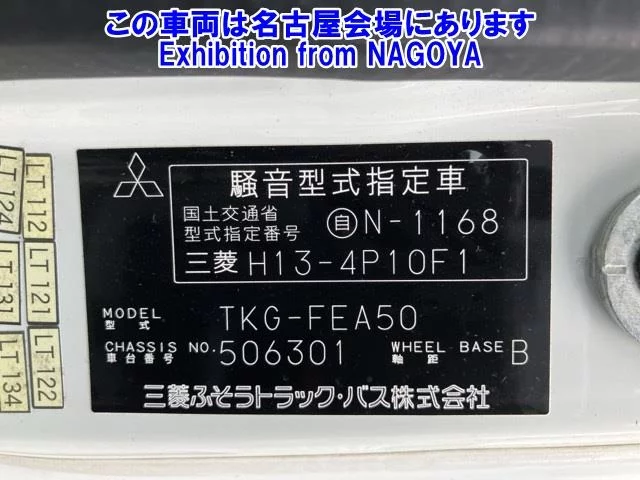 この車両は名古屋会場にあります
Exhibition from NAGOYA
騒音型式指定車
国土交通省
型式指定番号
自N-1168
三菱 H13-4P10F1
MODEL
型式
TKG-FEA50
CHASSIS NO.
車台番号
506301
WHEEL BASE
軸距
B
三菱ふそうトラック・バス株式会社
LT 124
LT 112
LT 131
LT 121
LT 134
LT 122